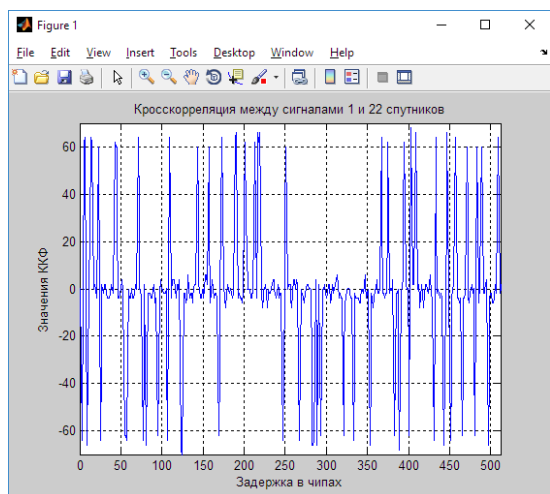 Figure 1
File Edit View Insert Tools Desktop Window Help
Кросскорреляция между сигналами 1 и 22 спутников
Значения ККФ
60
40
20
0
-20
-40
-60
0 50 100 150 200 250 300 350 400 450 500
Задержка в чипах